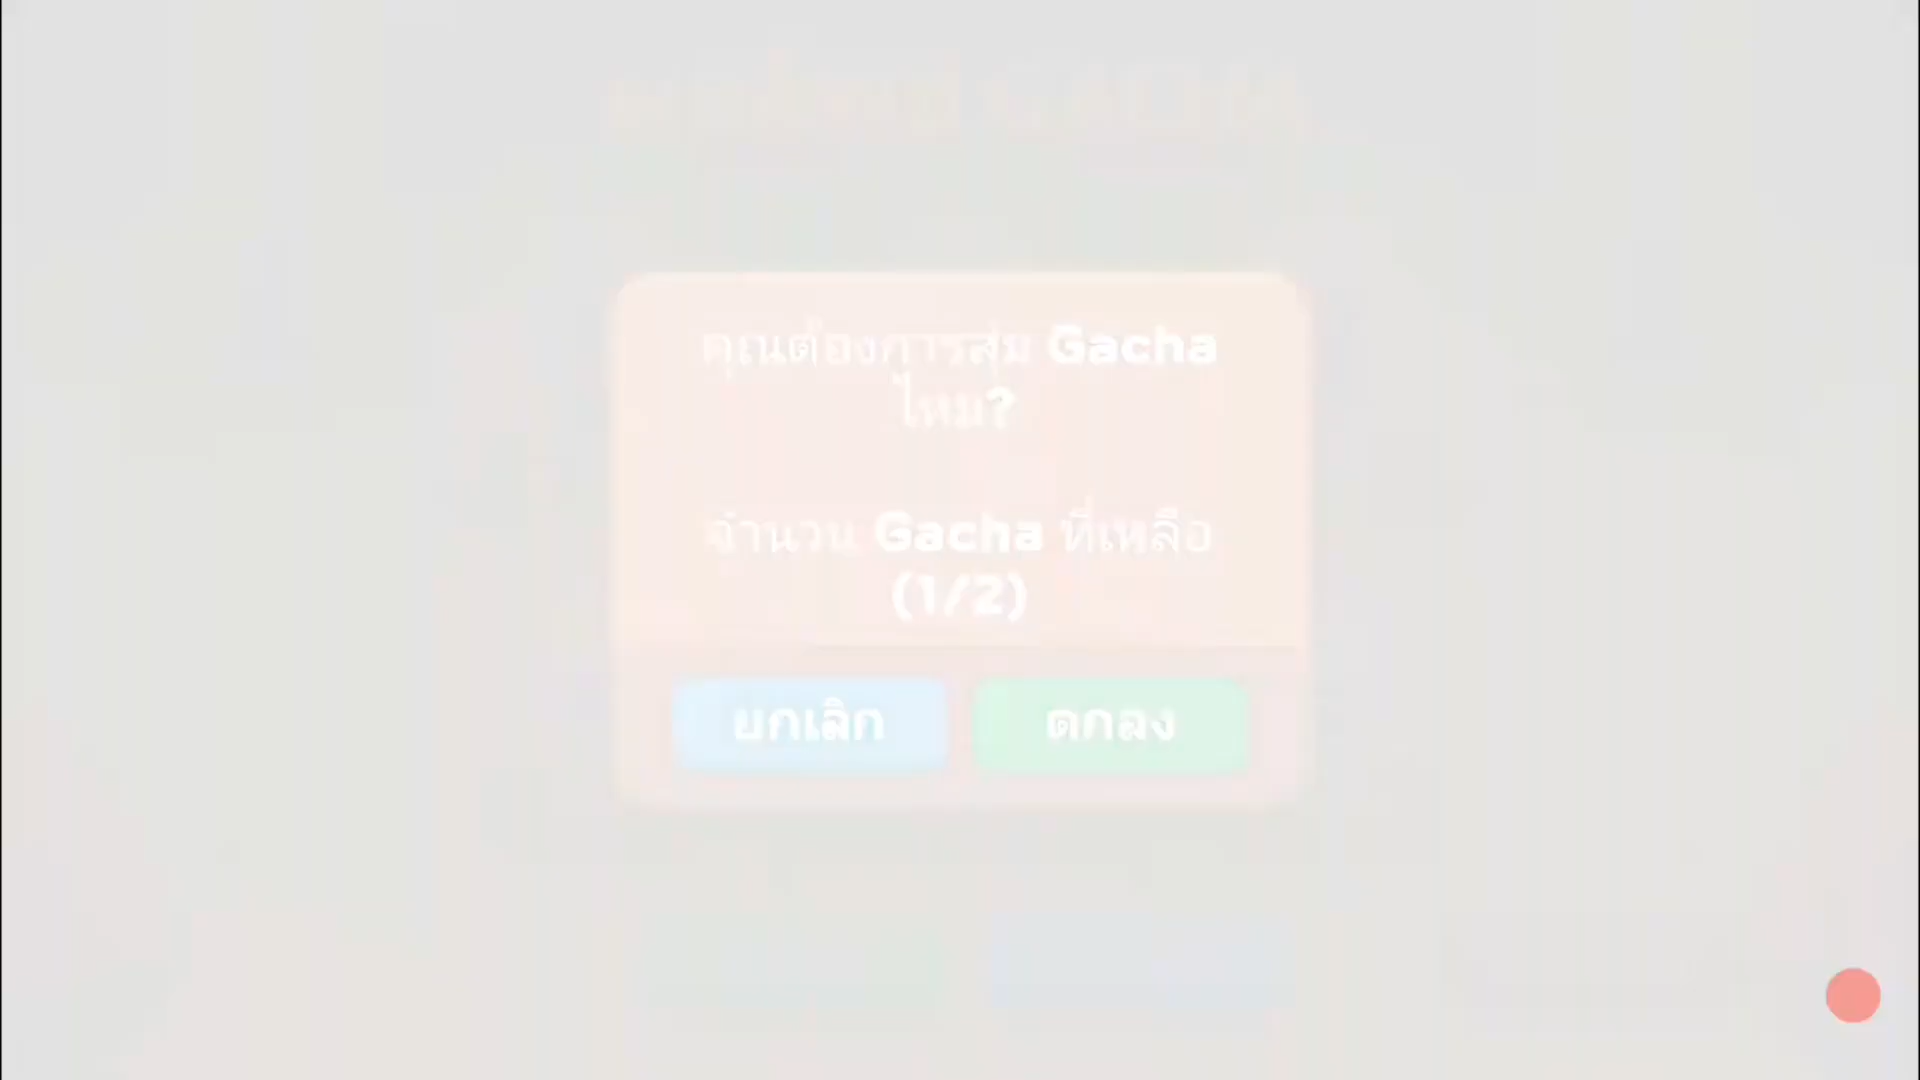 คุณต้องการสุ่ม Gacha
ไหม?
จำนวน Gacha ที่เหลือ
(1/2)
ยกเลิก
ตกลง